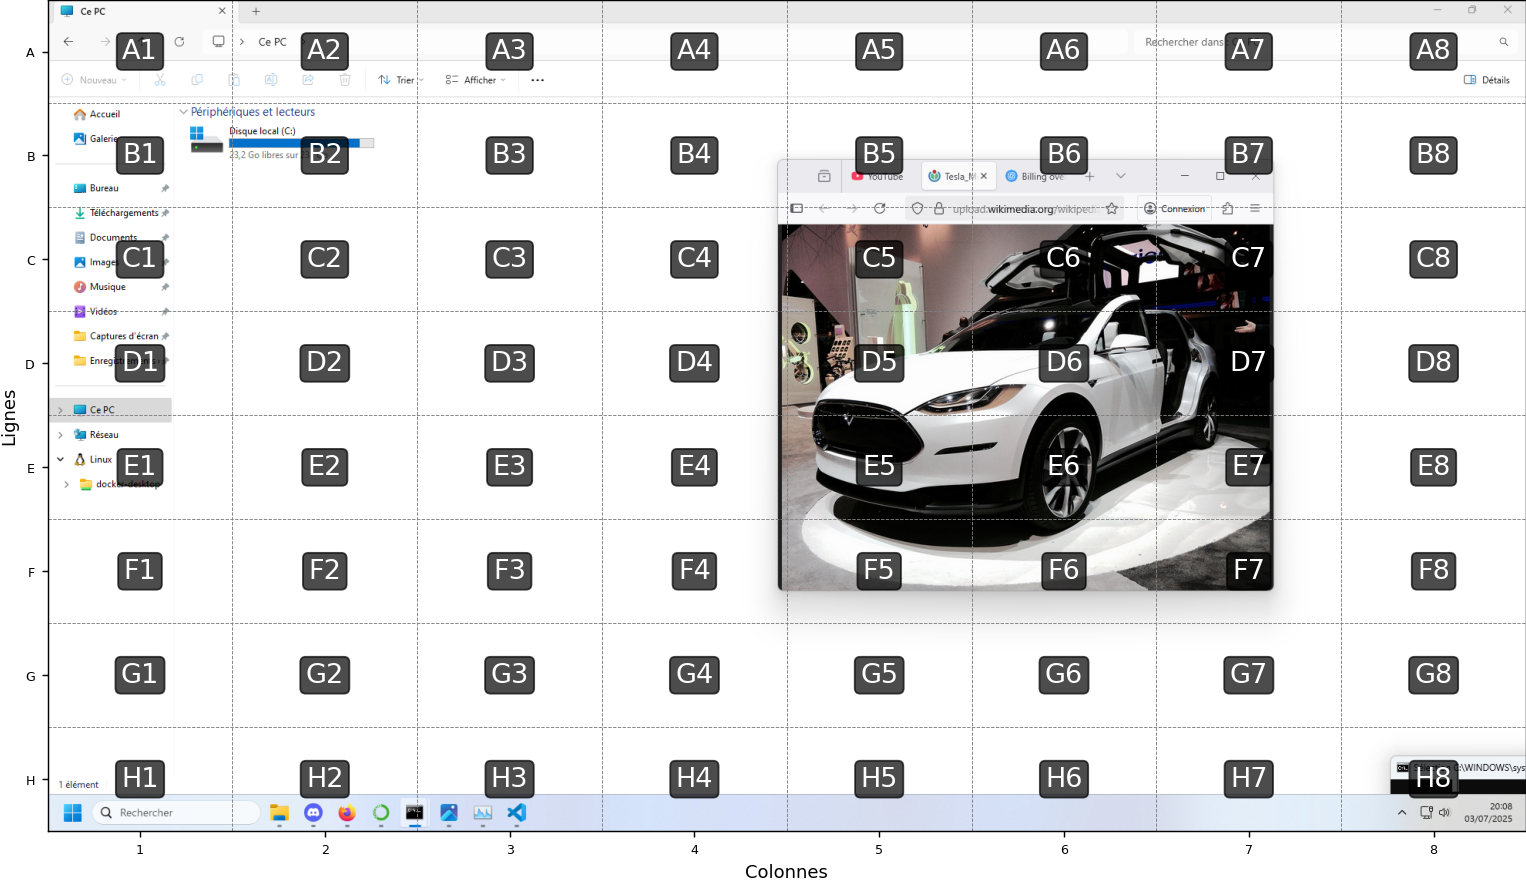 Ce PC
Ce PC
Rechercher dans
A1 A2 A3 A4 A5 A6 A7 A8
A
Nouveau
Trier
Afficher
Détails
Accueil
Périphériques et lecteurs
Galerie
Disque local (C:)
23,2 Go libres sur
B1 B2 B3 B4 B5 B6 B7 B8
B
YouTube
Tesla_M
Billing ove
Bureau
Téléchargements
upload.wikimedia.org/wikipedi
Connexion
Documents
Images
C1 C2 C3 C4 C5 C6 C7 C8
C
Musique
Vidéos
Captures d'écran
Enregistrements
D1 D2 D3 D4 D5 D6 D7 D8
D
Ce PC
Lignes
Réseau
Linux
E1 E2 E3 E4 E5 E6 E7 E8
E
docker-desktop
F1 F2 F3 F4 F5 F6 F7 F8
F
G1 G2 G3 G4 G5 G6 G7 G8
G
C:\WINDOWS\sys
H1 H2 H3 H4 H5 H6 H7 H8
H
1 élément
Rechercher
20:08
03/07/2025
1 2 3 4 5 6 7 8
Colonnes